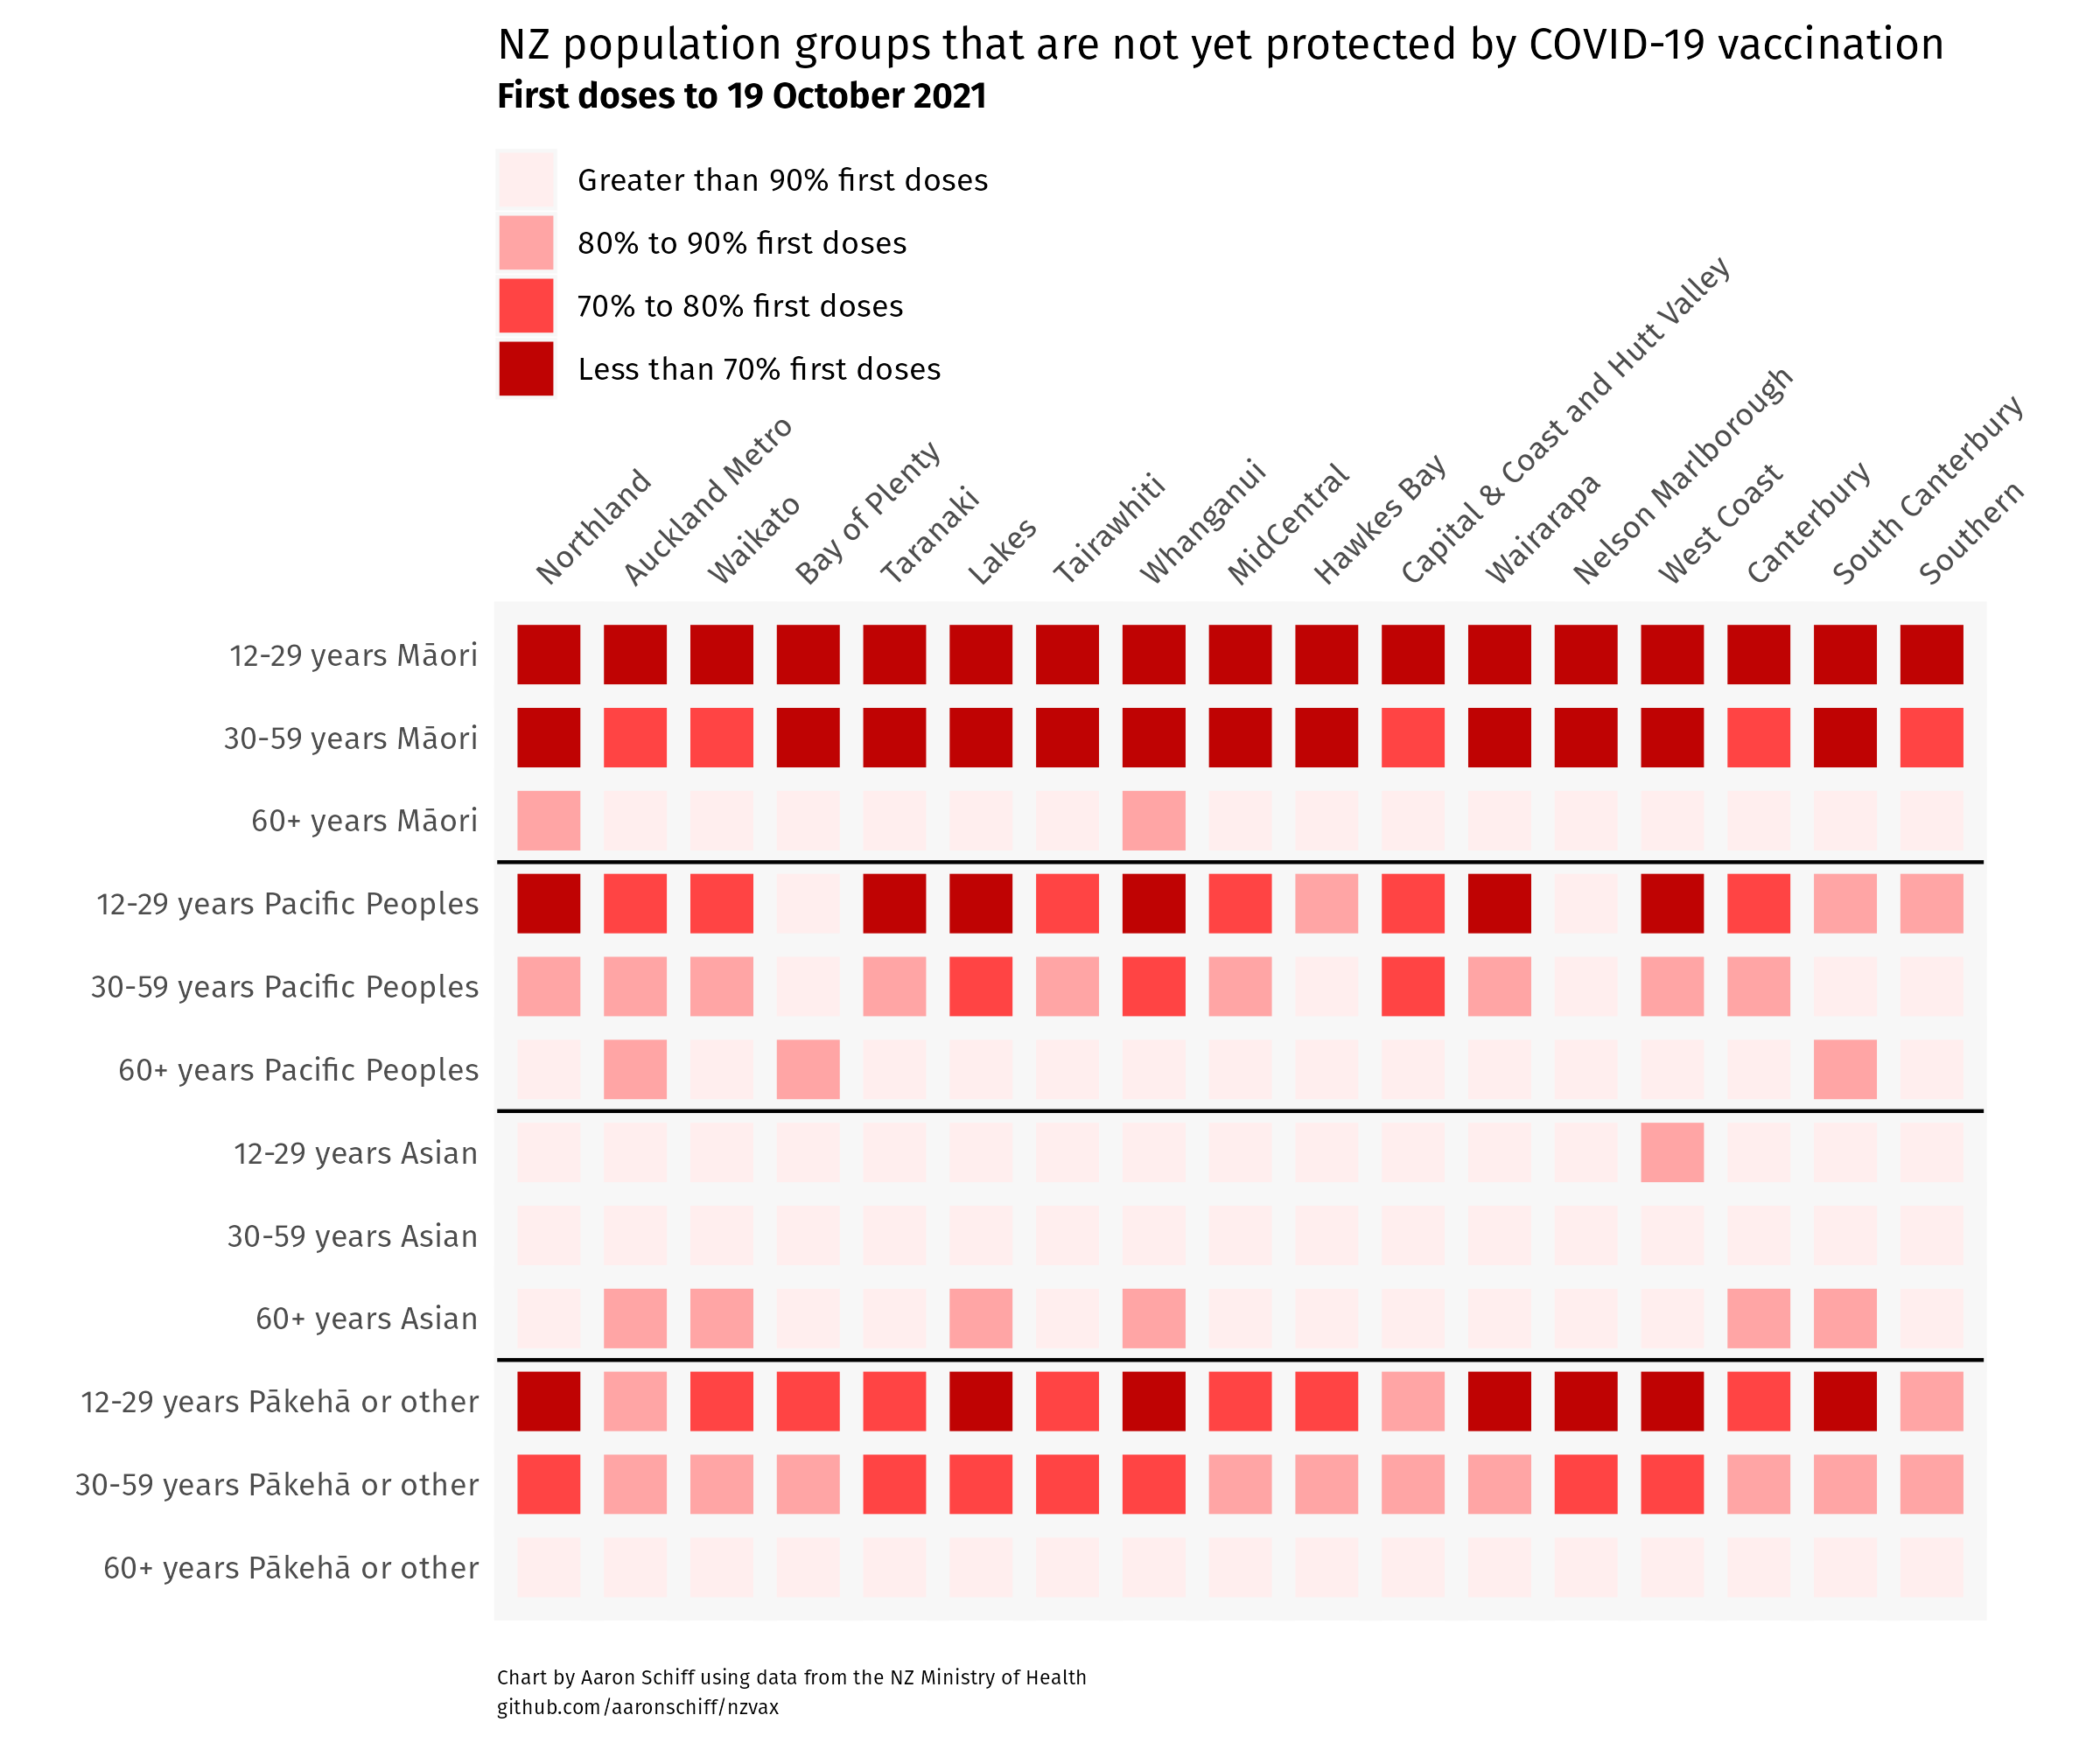 NZ population groups that are not yet protected by COVID-19 vaccination
First doses to 19 October 2021
Greater than 90% first doses
80% to 90% first doses
70% to 80% first doses
Less than 70% first doses
Northland
Auckland Metro
Waikato
Bay of Plenty
Taranaki
Lakes
Tairawhiti
Whanganui
MidCentral
Hawkes Bay
Capital & Coast and Hutt Valley
Wairarapa
Nelson Marlborough
West Coast
Canterbury
South Canterbury
Southern
12-29 years Māori
30-59 years Māori
60+ years Māori
12-29 years Pacific Peoples
30-59 years Pacific Peoples
60+ years Pacific Peoples
12-29 years Asian
30-59 years Asian
60+ years Asian
12-29 years Pākehā or other
30-59 years Pākehā or other
60+ years Pākehā or other
Chart by Aaron Schiff using data from the NZ Ministry of Health
github.com/aaronschiff/nzvax